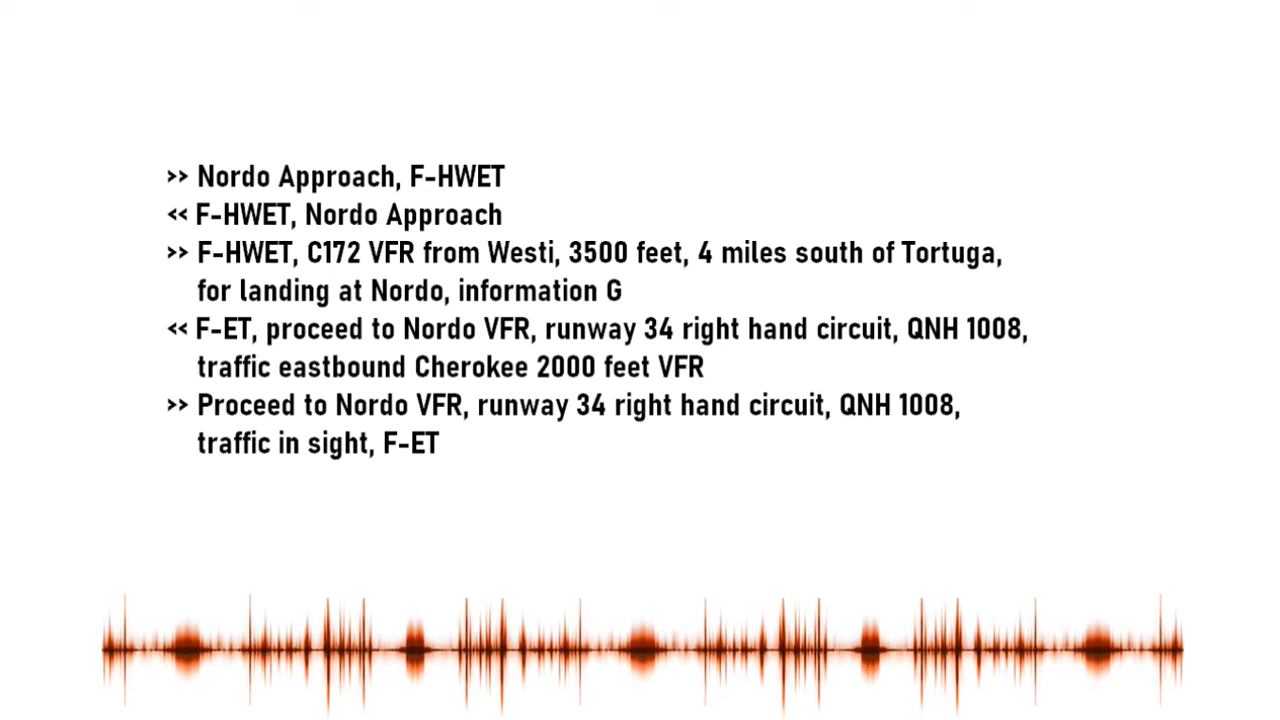 >> Nordo Approach, F-HWET
<< F-HWET, Nordo Approach
>> F-HWET, C172 VFR from Westi, 3500 feet, 4 miles south of Tortuga,
for landing at Nordo, information G
<< F-ET, proceed to Nordo VFR, runway 34 right hand circuit, QNH 1008,
traffic eastbound Cherokee 2000 feet VFR
>> Proceed to Nordo VFR, runway 34 right hand circuit, QNH 1008,
traffic in sight, F-ET